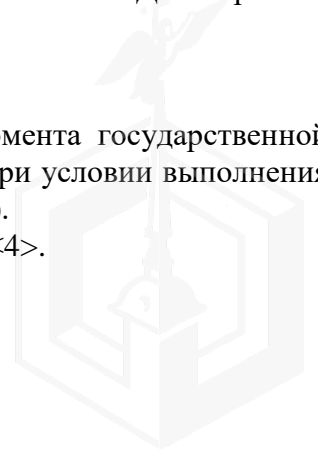 омента государственной
ри условии выполнения
).
<4>.